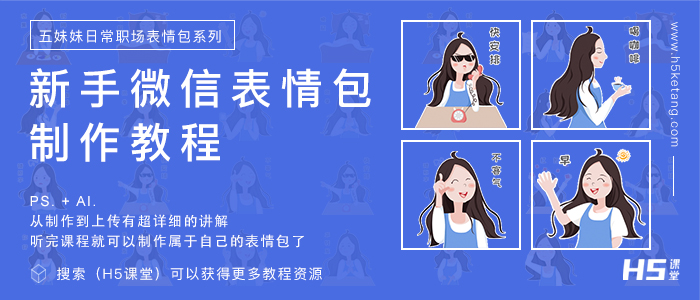 五妹妹日常职场表情包系列
新手微信表情包
制作教程
PS. + AI.
从制作到上传有超详细的讲解
听完课程就可以制作属于自己的表情包了
搜索（H5课堂）可以获得更多教程资源
快安排
喝咖啡
不客气
早
www.h5ketang.com
H5课堂